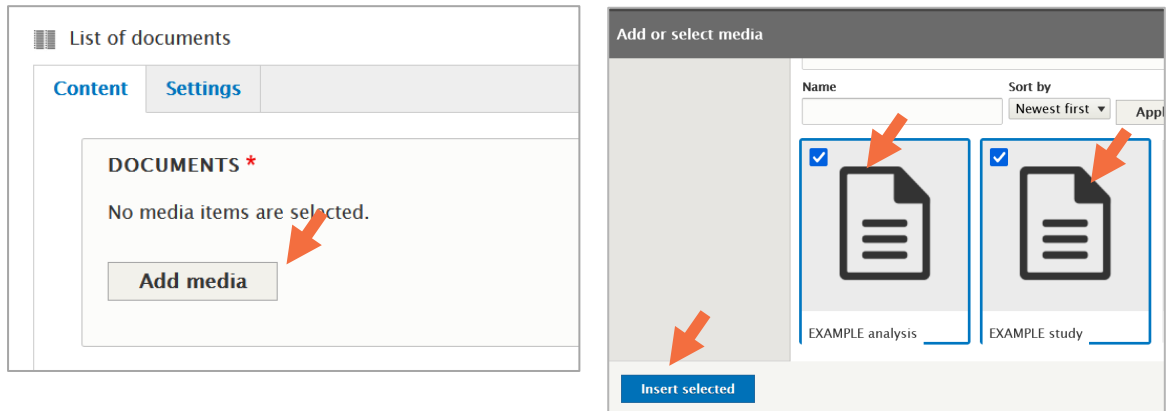 List of documents
Content Settings
DOCUMENTS *
No media items are selected.
Add media
Add or select media
Name Sort by
Newest first
EXAMPLE analysis EXAMPLE study
Insert selected